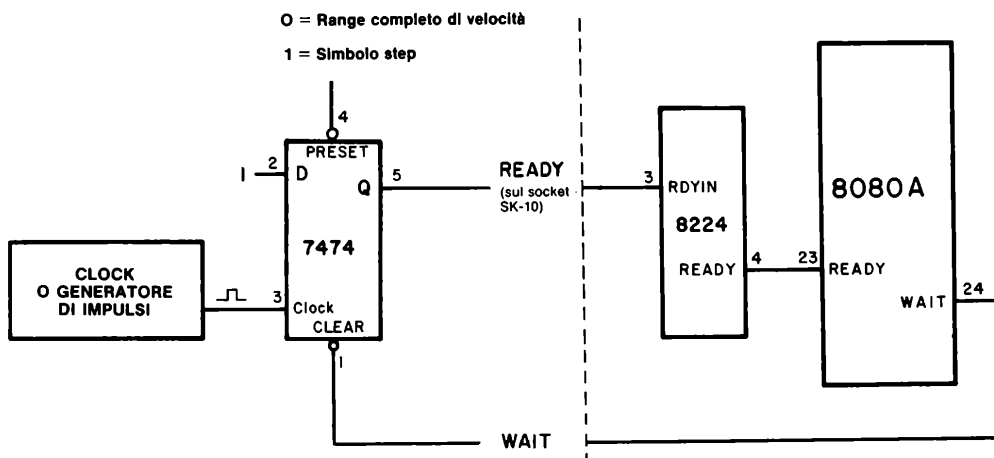 O = Range completo di velocità
1 = Simbolo step
4
PRESET
1
2
D
5
Q
7474
3
Clock
CLEAR
1
CLOCK
O GENERATORE
DI IMPULSI
READY
(sul socket
SK-10)
3
RDYIN
8224
READY
4
23
8080A
READY
WAIT
24
WAIT